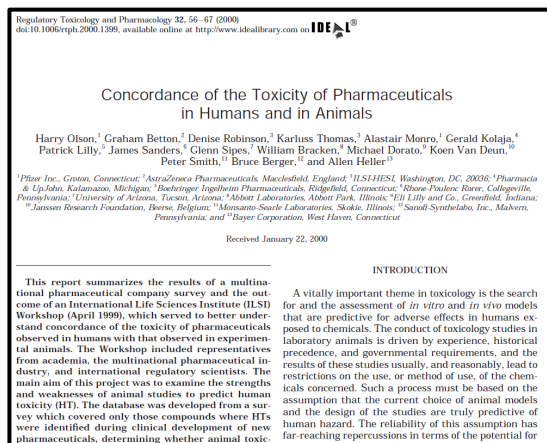 Regulatory Toxicology and Pharmacology 32, 56–67 (2000)
doi:10.1006/rtph.2000.1399, available online at http://www.idealibrary.com on IDEAL®
Concordance of the Toxicity of Pharmaceuticals
in Humans and in Animals
Harry Olson,1 Graham Betton,2 Denise Robinson,3 Karluss Thomas,3 Alastair Monro,1 Gerald Kolaja,4
Patrick Lilly,5 James Sanders,6 Glenn Sipes,7 William Bracken,8 Michael Dorato,9 Koen Van Deun,10
Peter Smith,11 Bruce Berger,12 and Allen Heller13
1Pfizer Inc., Groton, Connecticut; 2AstraZeneca Pharmaceuticals, Macclesfield, England; 3ILSI-HESI, Washington, DC, 20036; 4Pharmacia
& UpJohn, Kalamazoo, Michigan; 5Boehringer Ingelheim Pharmaceuticals, Ridgefield, Connecticut; 6Rhone-Poulenc Rorer, Collegeville,
Pennsylvania; 7University of Arizona, Tucson, Arizona; 8Abbott Laboratories, Abbott Park, Illinois; 9Eli Lilly and Co., Greenfield, Indiana;
10Janssen Research Foundation, Beerse, Belgium; 11Monsanto-Searle Laboratories, Skokie, Illinois; 12Sanofi-Synthelabo, Inc., Malvern,
Pennsylvania; and 13Bayer Corporation, West Haven, Connecticut
Received January 22, 2000
This report summarizes the results of a multina-
tional pharmaceutical company survey and the out-
come of an International Life Sciences Institute (ILSI)
Workshop (April 1999), which served to better under-
stand concordance of the toxicity of pharmaceuticals
observed in humans with that observed in experimen-
tal animals. The Workshop included representatives
from academia, the multinational pharmaceutical in-
dustry, and international regulatory scientists. The
main aim of this project was to examine the strengths
and weaknesses of animal studies to predict human
toxicity (HT). The database was developed from a sur-
vey which covered only those compounds where HTs
were identified during clinical development of new
pharmaceuticals, determining whether animal toxic-
INTRODUCTION
A vitally important theme in toxicology is the search
for and the assessment of in vitro and in vivo models
that are predictive for adverse effects in humans ex-
posed to chemicals. The conduct of toxicology studies in
laboratory animals is driven by experience, historical
precedence, and governmental requirements, and the
results of these studies usually, and reasonably, lead to
restrictions on the use, or method of use, of the chem-
icals concerned. Such a process must be based on the
assumption that the current choice of animal models
and the design of the studies are truly predictive of
human hazard. The reliability of this assumption has
far-reaching repercussions in terms of the potential for